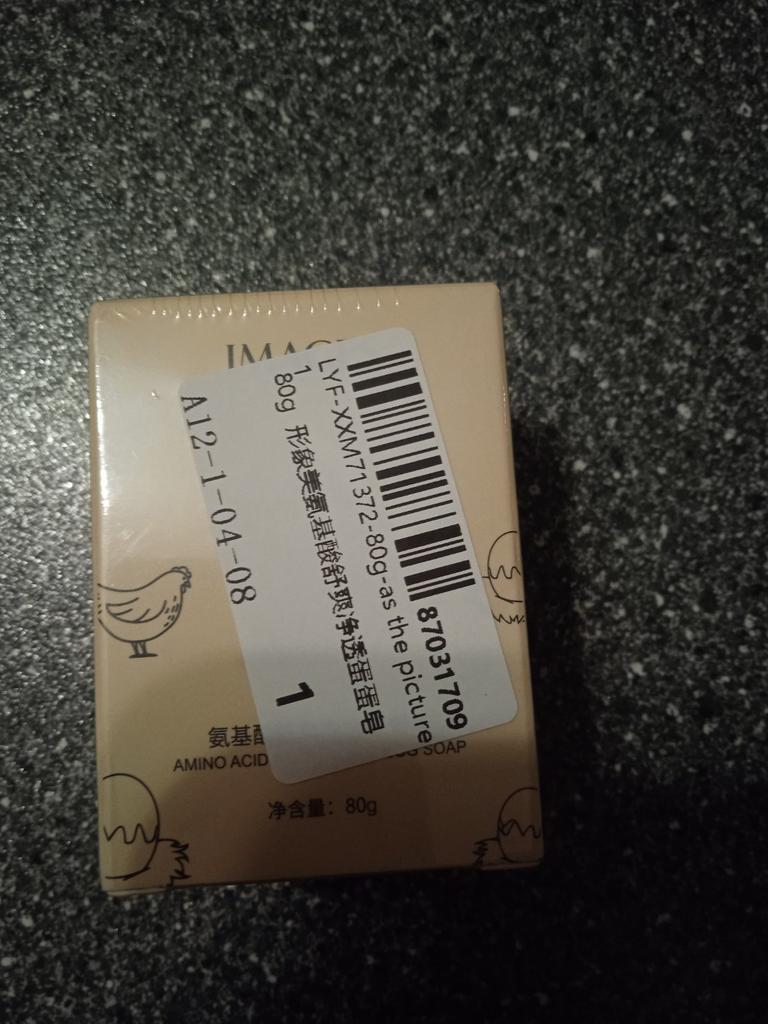 IMAG
LYF-XXM71372-80g-as the picture
1
80g 形象美氨基酸舒爽净透蛋蛋皂
A12-1-04-08
87031709
1
氨基酸
AMINO ACID EGG SOAP
净含量：80g